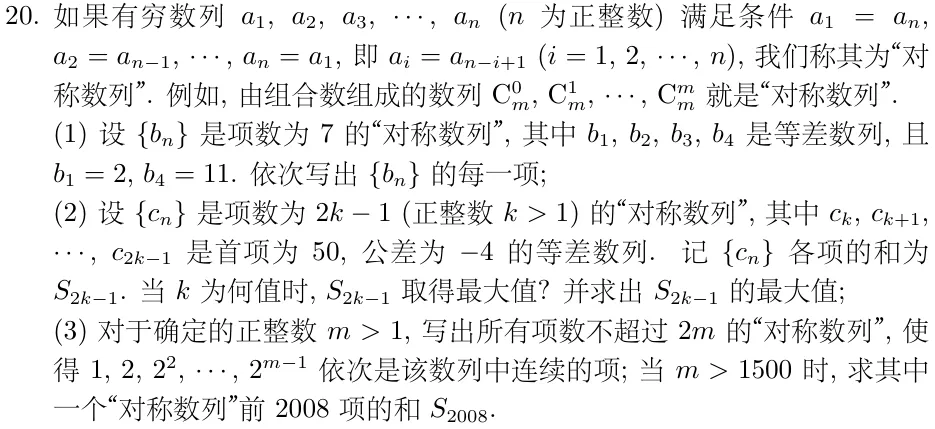 20. 如果有穷数列 a₁, a₂, a₃, ⋯, aₙ (n 为正整数) 满足条件 a₁ = aₙ,
a₂ = aₙ₋₁, ⋯, aₙ = a₁, 即 aᵢ = aₙ₋ᵢ₊₁ (i = 1, 2, ⋯, n), 我们称其为“对
称数列”. 例如, 由组合数组成的数列 C⁰ₘ, C¹ₘ, ⋯, Cᵐₘ 就是“对称数列”.
(1) 设 {bₙ} 是项数为 7 的“对称数列”, 其中 b₁, b₂, b₃, b₄ 是等差数列, 且
b₁ = 2, b₄ = 11. 依次写出 {bₙ} 的每一项;
(2) 设 {cₙ} 是项数为 2k − 1 (正整数 k > 1) 的“对称数列”, 其中 cₖ, cₖ₊₁,
⋯, c₂ₖ₋₁ 是首项为 50, 公差为 −4 的等差数列. 记 {cₙ} 各项的和为
S₂ₖ₋₁. 当 k 为何值时, S₂ₖ₋₁ 取得最大值? 并求出 S₂ₖ₋₁ 的最大值;
(3) 对于确定的正整数 m > 1, 写出所有项数不超过 2m 的“对称数列”, 使
得 1, 2, 2², ⋯, 2ᵐ⁻¹ 依次是该数列中连续的项; 当 m > 1500 时, 求其中
一个“对称数列”前 2008 项的和 S₂₀₀₈.